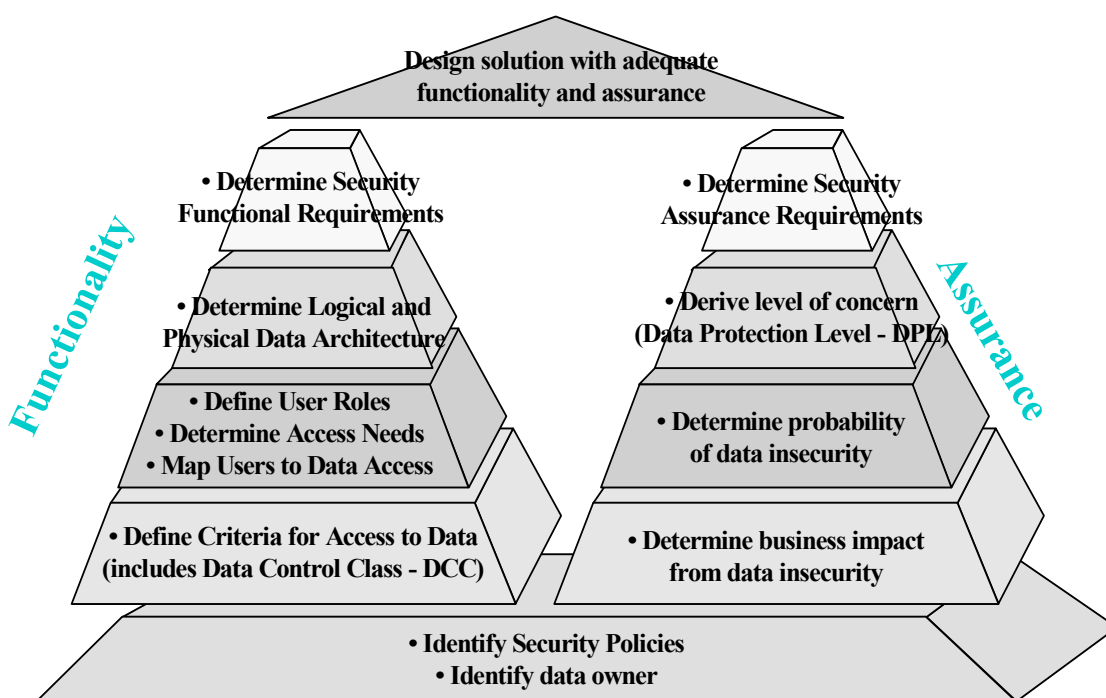 Design solution with adequate
functionality and assurance
Functionality
• Determine Security
Functional Requirements
• Determine Logical and
Physical Data Architecture
• Define User Roles
• Determine Access Needs
• Map Users to Data Access
• Define Criteria for Access to Data
(includes Data Control Class - DCC)
• Determine Security
Assurance Requirements
• Derive level of concern
(Data Protection Level - DPL)
• Determine probability
of data insecurity
• Determine business impact
from data insecurity
Assurance
• Identify Security Policies
• Identify data owner